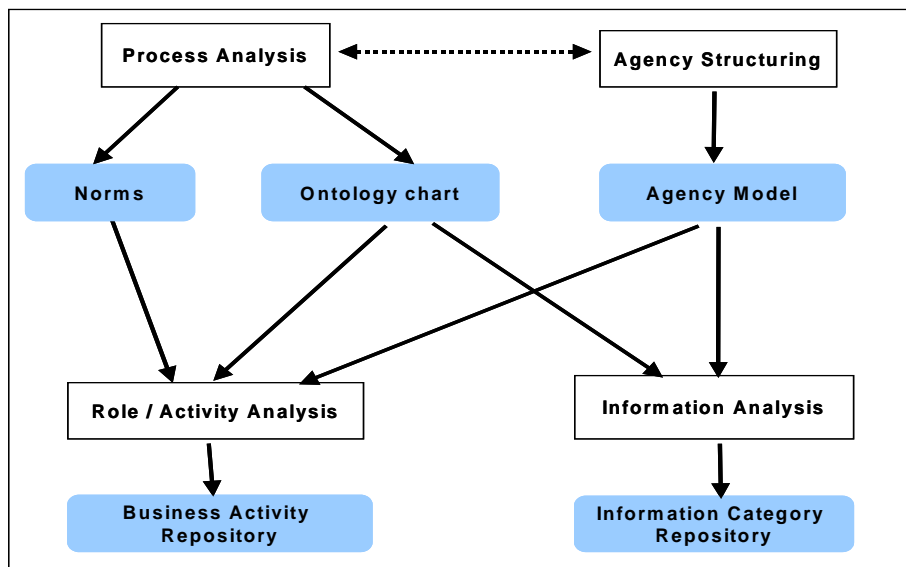 Process Analysis
Agency Structuring
Norms
Ontology chart
Agency Model
Role / Activity Analysis
Information Analysis
Business Activity
Repository
Information Category
Repository